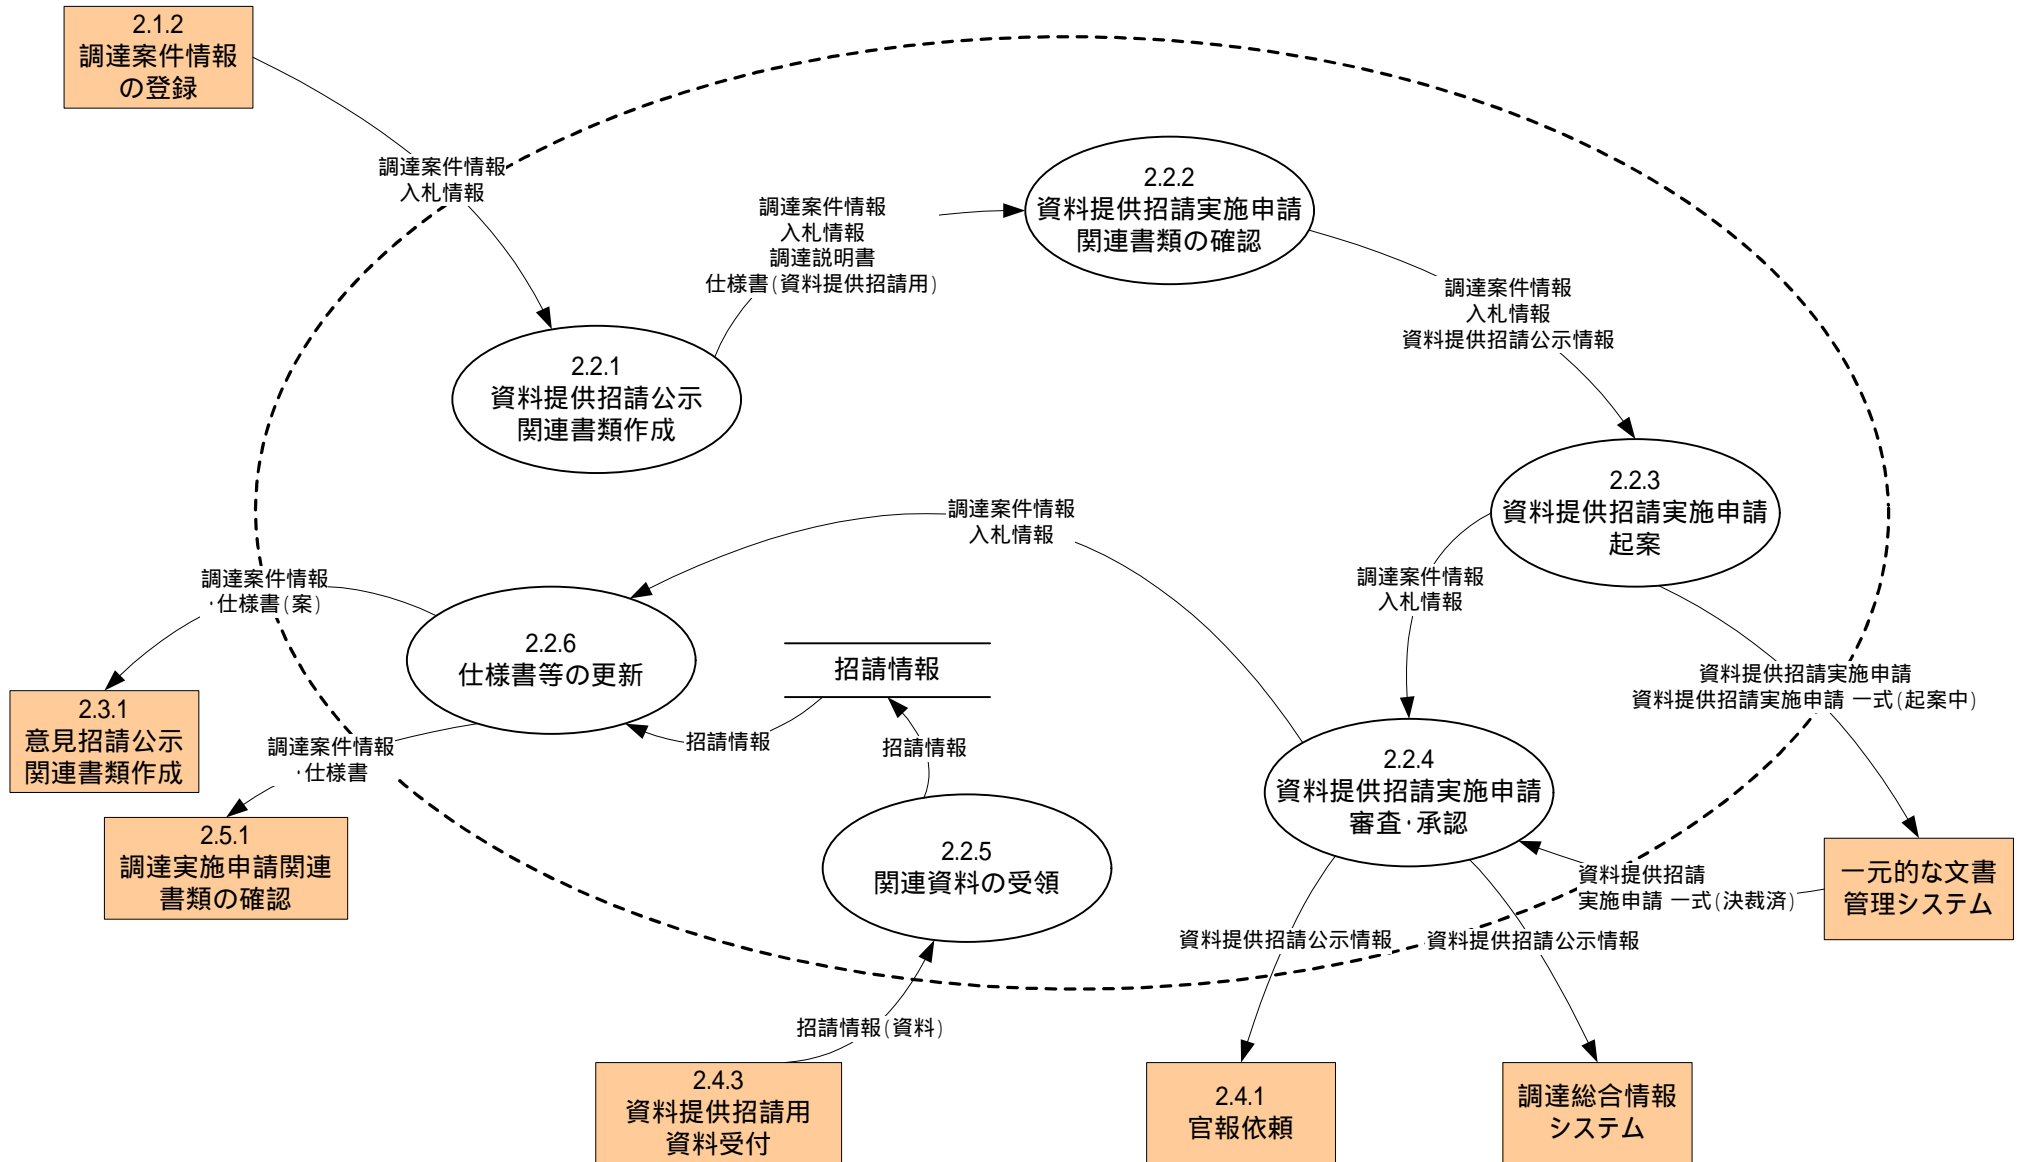 2.1.2
調達案件情報
の登録
調達案件情報
入札情報
調達案件情報
入札情報
調達説明書
仕様書(資料提供招請用)
2.2.2
資料提供招請実施申請
関連書類の確認
調達案件情報
入札情報
資料提供招請公示情報
2.2.1
資料提供招請公示
関連書類作成
2.2.3
資料提供招請実施申請
起案
調達案件情報
入札情報
調達案件情報
入札情報
調達案件情報
・仕様書(案)
2.2.6
仕様書等の更新
招請情報
資料提供招請実施申請
資料提供招請実施申請 一式(起案中)
2.3.1
意見招請公示
関連書類作成
調達案件情報
・仕様書
招請情報
招請情報
2.2.4
資料提供招請実施申請
審査・承認
2.5.1
調達実施申請関連
書類の確認
2.2.5
関連資料の受領
資料提供招請
実施申請 一式(決裁済)
一元的な文書
管理システム
資料提供招請公示情報
資料提供招請公示情報
招請情報(資料)
2.4.3
資料提供招請用
資料受付
2.4.1
官報依頼
調達総合情報
システム